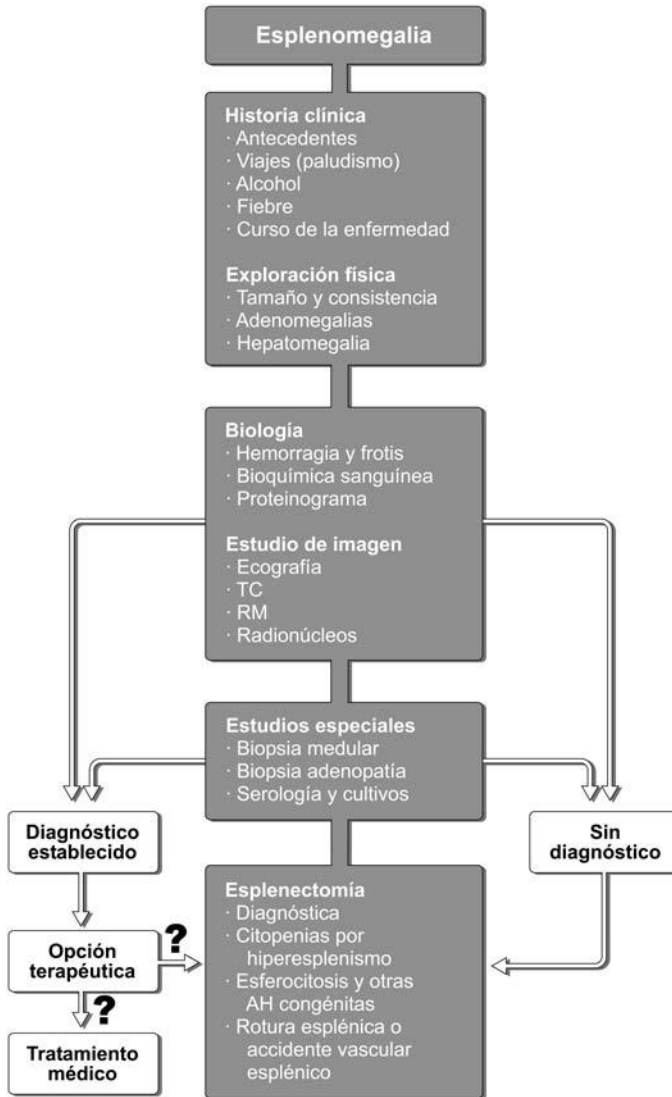 Esplenomegalia
Historia clínica
· Antecedentes
· Viajes (paludismo)
· Alcohol
· Fiebre
· Curso de la enfermedad
Exploración física
· Tamaño y consistencia
· Adenomegalias
· Hepatomegalia
Biología
· Hemorragia y frotis
· Bioquímica sanguínea
· Proteinograma
Estudio de imagen
· Ecografía
· TC
· RM
· Radionúcleos
Estudios especiales
· Biopsia medular
· Biopsia adenopatía
· Serología y cultivos
Diagnóstico
establecido
Sin
diagnóstico
Opción
terapéutica
?
?
Tratamiento
médico
Esplenectomía
· Diagnóstica
· Citopenias por
hiperesplenismo
· Esferocitosis y otras
AH congénitas
· Rotura esplénica o
accidente vascular
esplénico